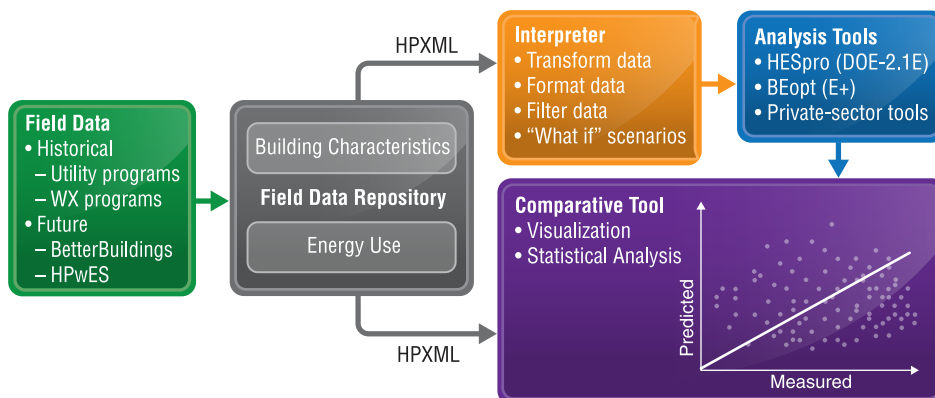 Field Data
• Historical
– Utility programs
– WX programs
• Future
– BetterBuildings
– HPwES
Building Characteristics
Field Data Repository
Energy Use
HPXML
HPXML
Interpreter
• Transform data
• Format data
• Filter data
• “What if” scenarios
Analysis Tools
• HESpro (DOE-2.1E)
• BEopt (E+)
• Private-sector tools
Comparative Tool
• Visualization
• Statistical Analysis
Predicted
Measured